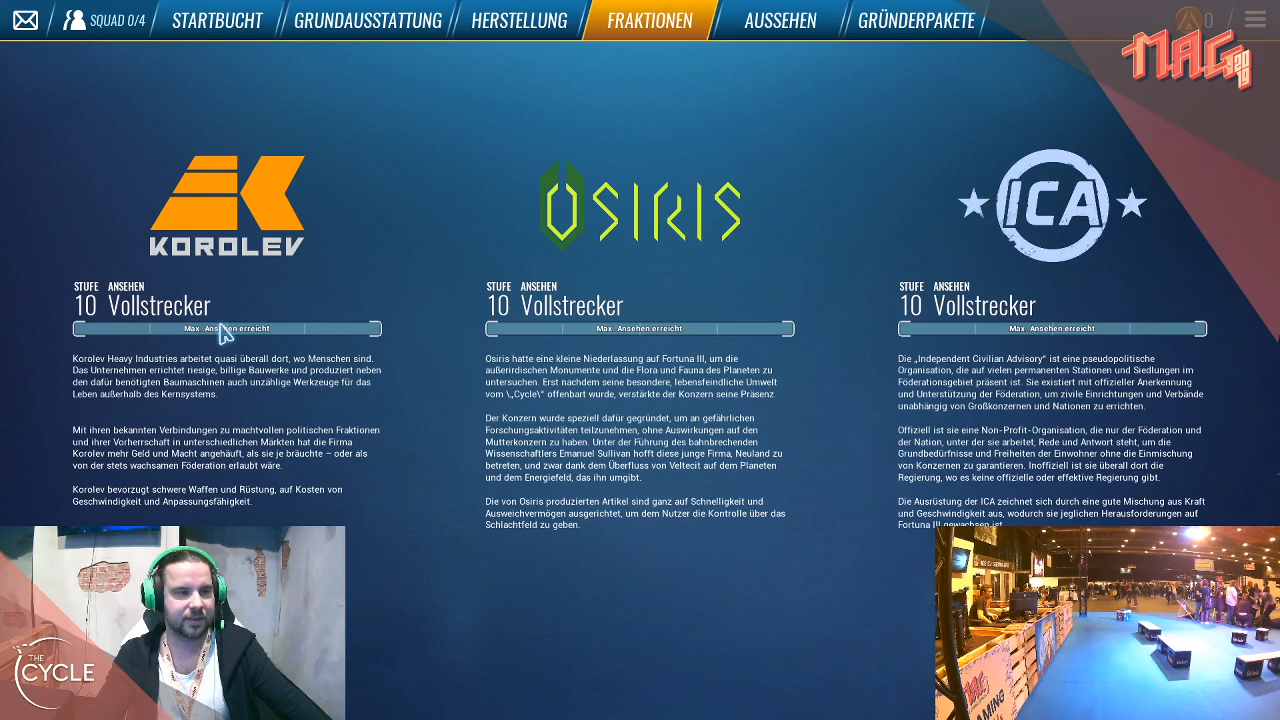 SQUAD 0/4
STARTBUCHT
GRUNDAUSSTATTUNG
HERSTELLUNG
FRAKTIONEN
AUSSEHEN
GRÜNDERPAKETE
0
MAG
2019
KOROLEV
STUFE ANSEHEN
10 Vollstrecker
Max. Ansehen erreicht
Korolev Heavy Industries arbeitet quasi überall dort, wo Menschen sind.
Das Unternehmen errichtet riesige, billige Bauwerke und produziert neben
den dafür benötigten Baumaschinen auch unzählige Werkzeuge für das
Leben außerhalb des Kernsystems.
Mit ihren bekannten Verbindungen zu machtvollen politischen Fraktionen
und ihrer Vorherrschaft in unterschiedlichen Märkten hat die Firma
Korolev mehr Geld und Macht angehäuft, als sie je bräuchte – oder als
von der stets wachsamen Föderation erlaubt wäre.
Korolev bevorzugt schwere Waffen und Rüstung, auf Kosten von
Geschwindigkeit und Anpassungsfähigkeit.
OSIRIS
STUFE ANSEHEN
10 Vollstrecker
Max. Ansehen erreicht
Osiris hatte eine kleine Niederlassung auf Fortuna III, um die
außerirdischen Monumente und die Flora und Fauna des Planeten zu
untersuchen. Erst nachdem seine besondere, lebensfeindliche Umwelt
vom \„Cycle\“ offenbart wurde, verstärkte der Konzern seine Präsenz.
Der Konzern wurde speziell dafür gegründet, um an gefährlichen
Forschungsaktivitäten teilzunehmen, ohne Auswirkungen auf den
Mutterkonzern zu haben. Unter der Führung des bahnbrechenden
Wissenschaftlers Emanuel Sullivan hofft diese junge Firma, Neuland zu
betreten, und zwar dank dem Überfluss von Veltecit auf dem Planeten
und dem Energiefeld, das ihn umgibt.
Die von Osiris produzierten Artikel sind ganz auf Schnelligkeit und
Ausweichvermögen ausgerichtet, um dem Nutzer die Kontrolle über das
Schlachtfeld zu geben.
ICA
STUFE ANSEHEN
10 Vollstrecker
Max. Ansehen erreicht
Die „Independent Civilian Advisory“ ist eine pseudopolitische
Organisation, die auf vielen permanenten Stationen und Siedlungen im
Föderationsgebiet präsent ist. Sie existiert mit offizieller Anerkennung
und Unterstützung der Föderation, um zivile Einrichtungen und Verbände
unabhängig von Großkonzernen und Nationen zu errichten.
Offiziell ist sie eine Non-Profit-Organisation, die nur der Föderation und
der Nation, unter der sie arbeitet, Rede und Antwort steht, um die
Grundbedürfnisse und Freiheiten der Einwohner ohne die Einmischung
von Konzernen zu garantieren. Inoffiziell ist sie überall dort die
Regierung, wo es keine offizielle oder effektive Regierung gibt.
Die Ausrüstung der ICA zeichnet sich durch eine gute Mischung aus Kraft
und Geschwindigkeit aus, wodurch sie jeglichen Herausforderungen auf
Fortuna III gewachsen ist.
THE
CYCLE
MAG
GAMING